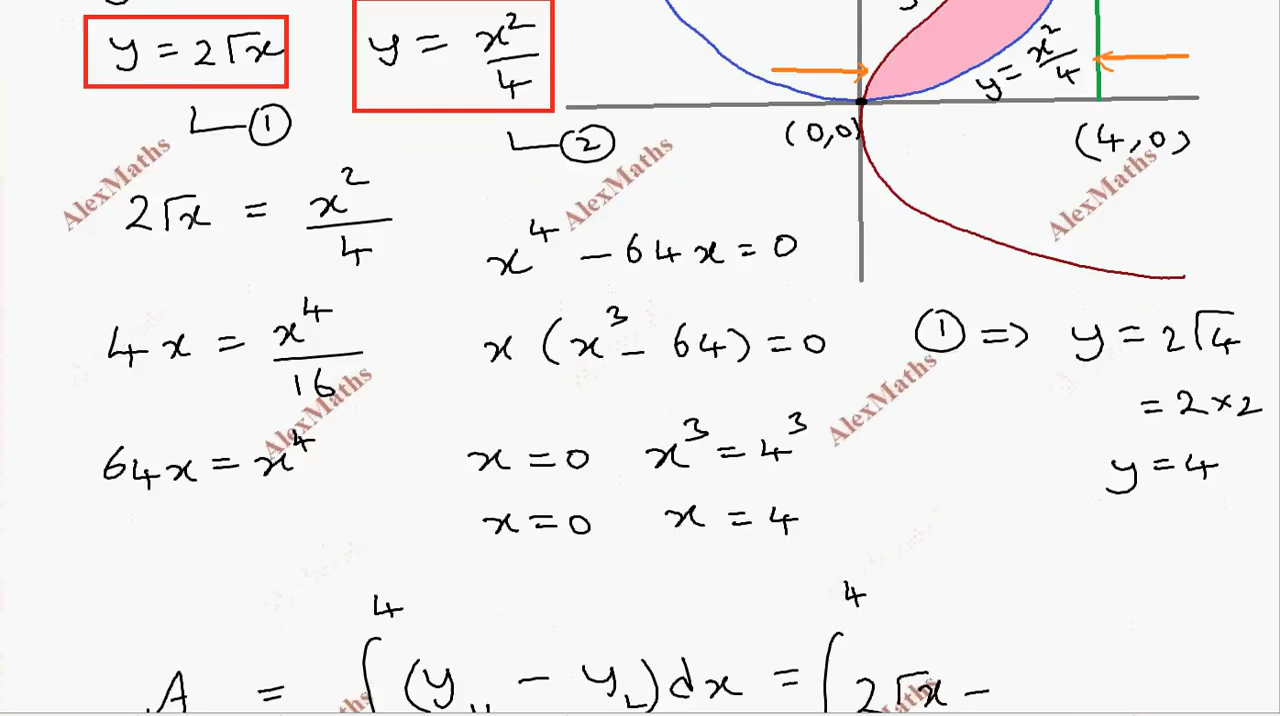 y = 2√x
y = x²/4
①
②
y = x²/4
(0,0)
(4,0)
2√x = x²/4
4x = x⁴/16
64x = x⁴
x⁴ - 64x = 0
x (x³ - 64) = 0
x = 0 x³ = 4³
x = 0 x = 4
① => y = 2√4
= 2×2
y = 4
A = ∫⁴ (y - y_L) dx = ∫⁴ 2√x -
AlexMaths
AlexMaths
AlexMaths
AlexMaths
AlexMaths